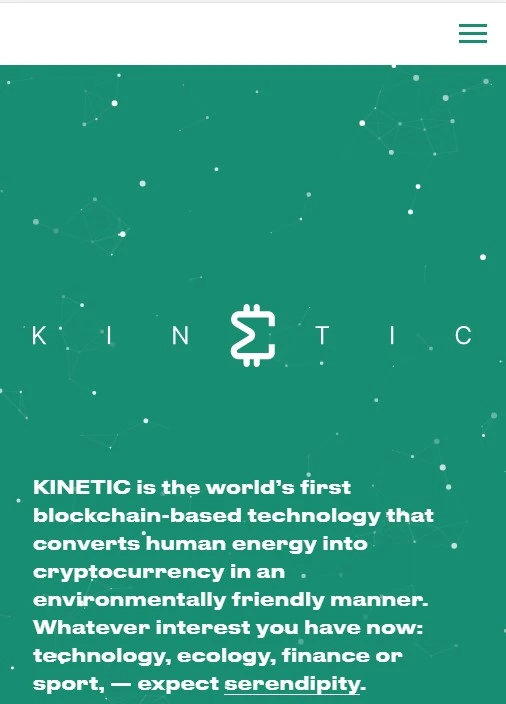 KINETIC
KINETIC is the world's first
blockchain-based technology that
converts human energy into
cryptocurrency in an
environmentally friendly manner.
Whatever interest you have now:
technology, ecology, finance or
sport, — expect serendipity.